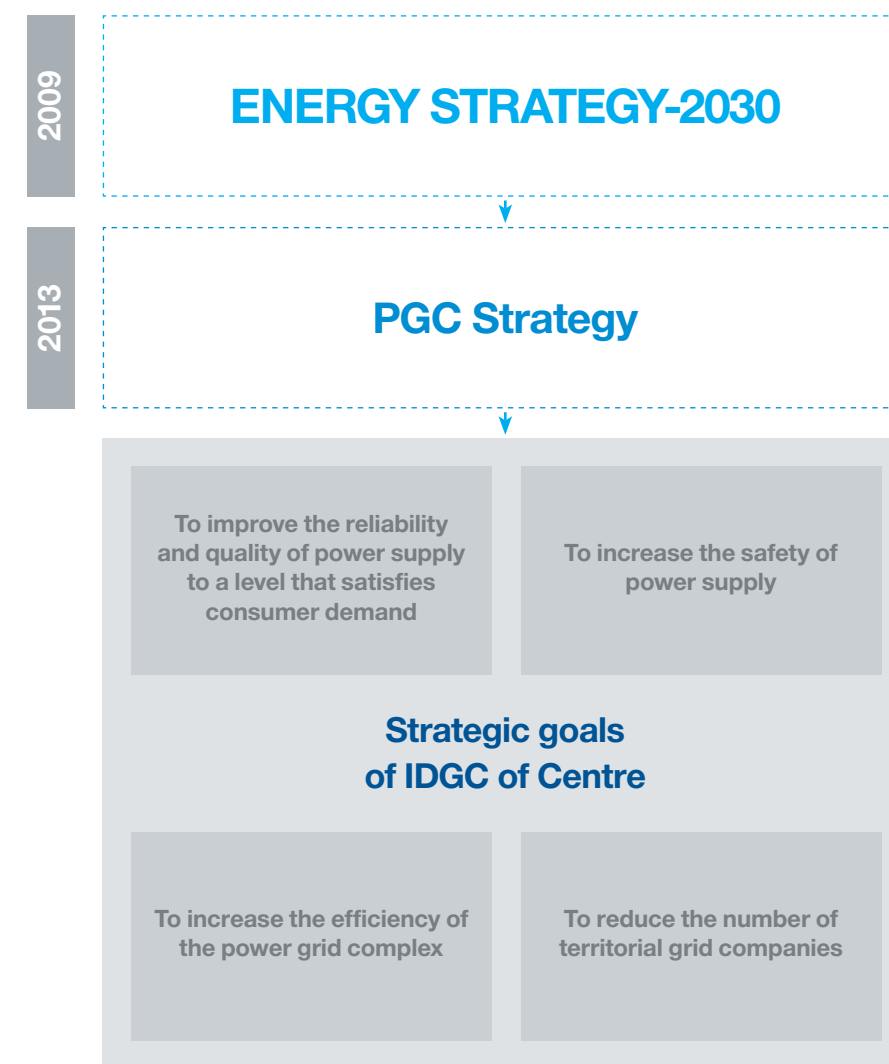 2009
ENERGY STRATEGY-2030
2013
PGC Strategy
To improve the reliability
and quality of power supply
to a level that satisfies
consumer demand
To increase the safety of
power supply
Strategic goals
of IDGC of Centre
To increase the efficiency of
the power grid complex
To reduce the number of
territorial grid companies